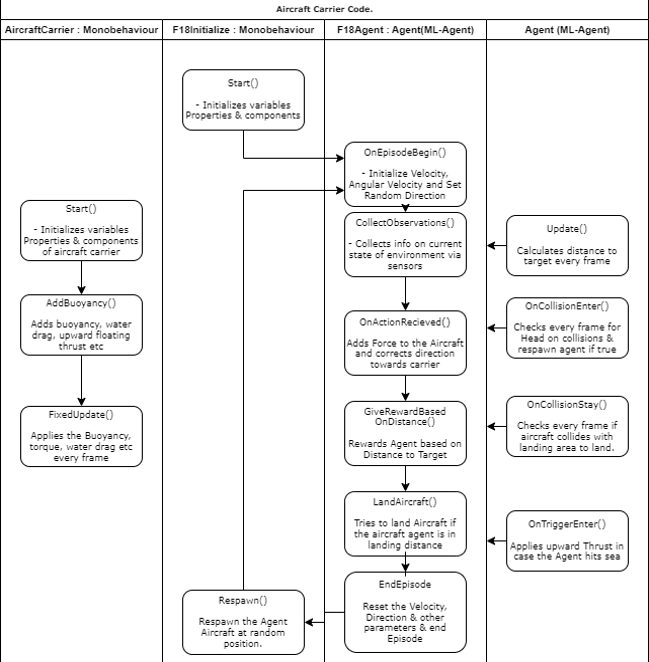 Aircraft Carrier Code.
AircraftCarrier : Monobehaviour
F18Initialize : Monobehaviour
F18Agent : Agent(ML-Agent)
Agent (ML-Agent)
Start()
- Initializes variables
Properties & components
of aircraft carrier
AddBuoyancy()
Adds buoyancy, water
drag, upward floating
thrust etc
FixedUpdate()
Applies the Buoyancy,
torque, water drag etc
every frame
Start()
- Initializes variables
Properties & components
Respawn()
Respawn the Agent
Aircraft at random
position.
OnEpisodeBegin()
- Initialize Velocity,
Angular Velocity and Set
Random Direction
CollectObservations()
- Collects info on current
state of environment via
sensors
OnActionRecieved()
Adds Force to the Aircraft
and corrects direction
towards carrier
GiveRewardBased
OnDistance()
Rewards Agent based on
Distance to Target
LandAircraft()
Tries to land Aircraft if
the aircraft agent is in
landing distance
EndEpisode
Reset the Velocity,
Direction & other
parameters & end
Episode
Update()
Calculates distance to
target every frame
OnCollisionEnter()
Checks every frame for
Head on collisions &
respawn agent if true
OnCollisionStay()
Checks every frame if
aircraft collides with
landing area to land.
OnTriggerEnter()
Applies upward Thrust in
case the Agent hits sea